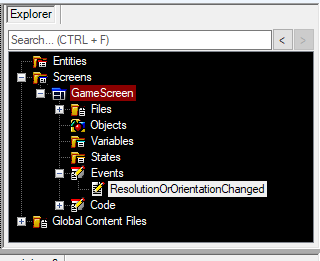 Explorer
Search... (CTRL + F)
<
>
Entities
Screens
GameScreen
Files
Objects
Variables
States
Events
ResolutionOrOrientationChanged
Code
Global Content Files